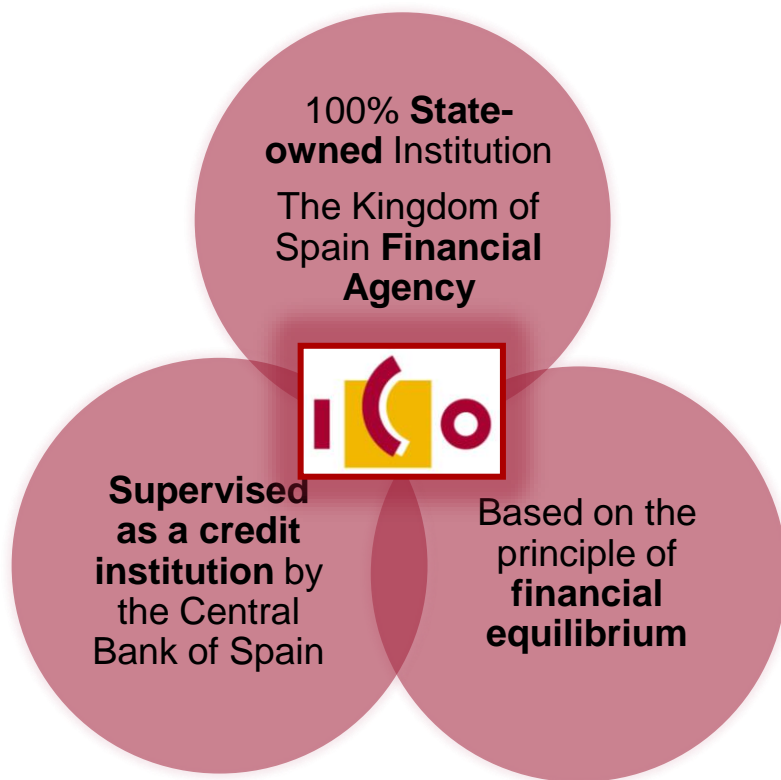 100% State-
owned Institution
The Kingdom of
Spain Financial
Agency
ICO
Supervised
as a credit
institution by
the Central
Bank of Spain
Based on the
principle of
financial
equilibrium